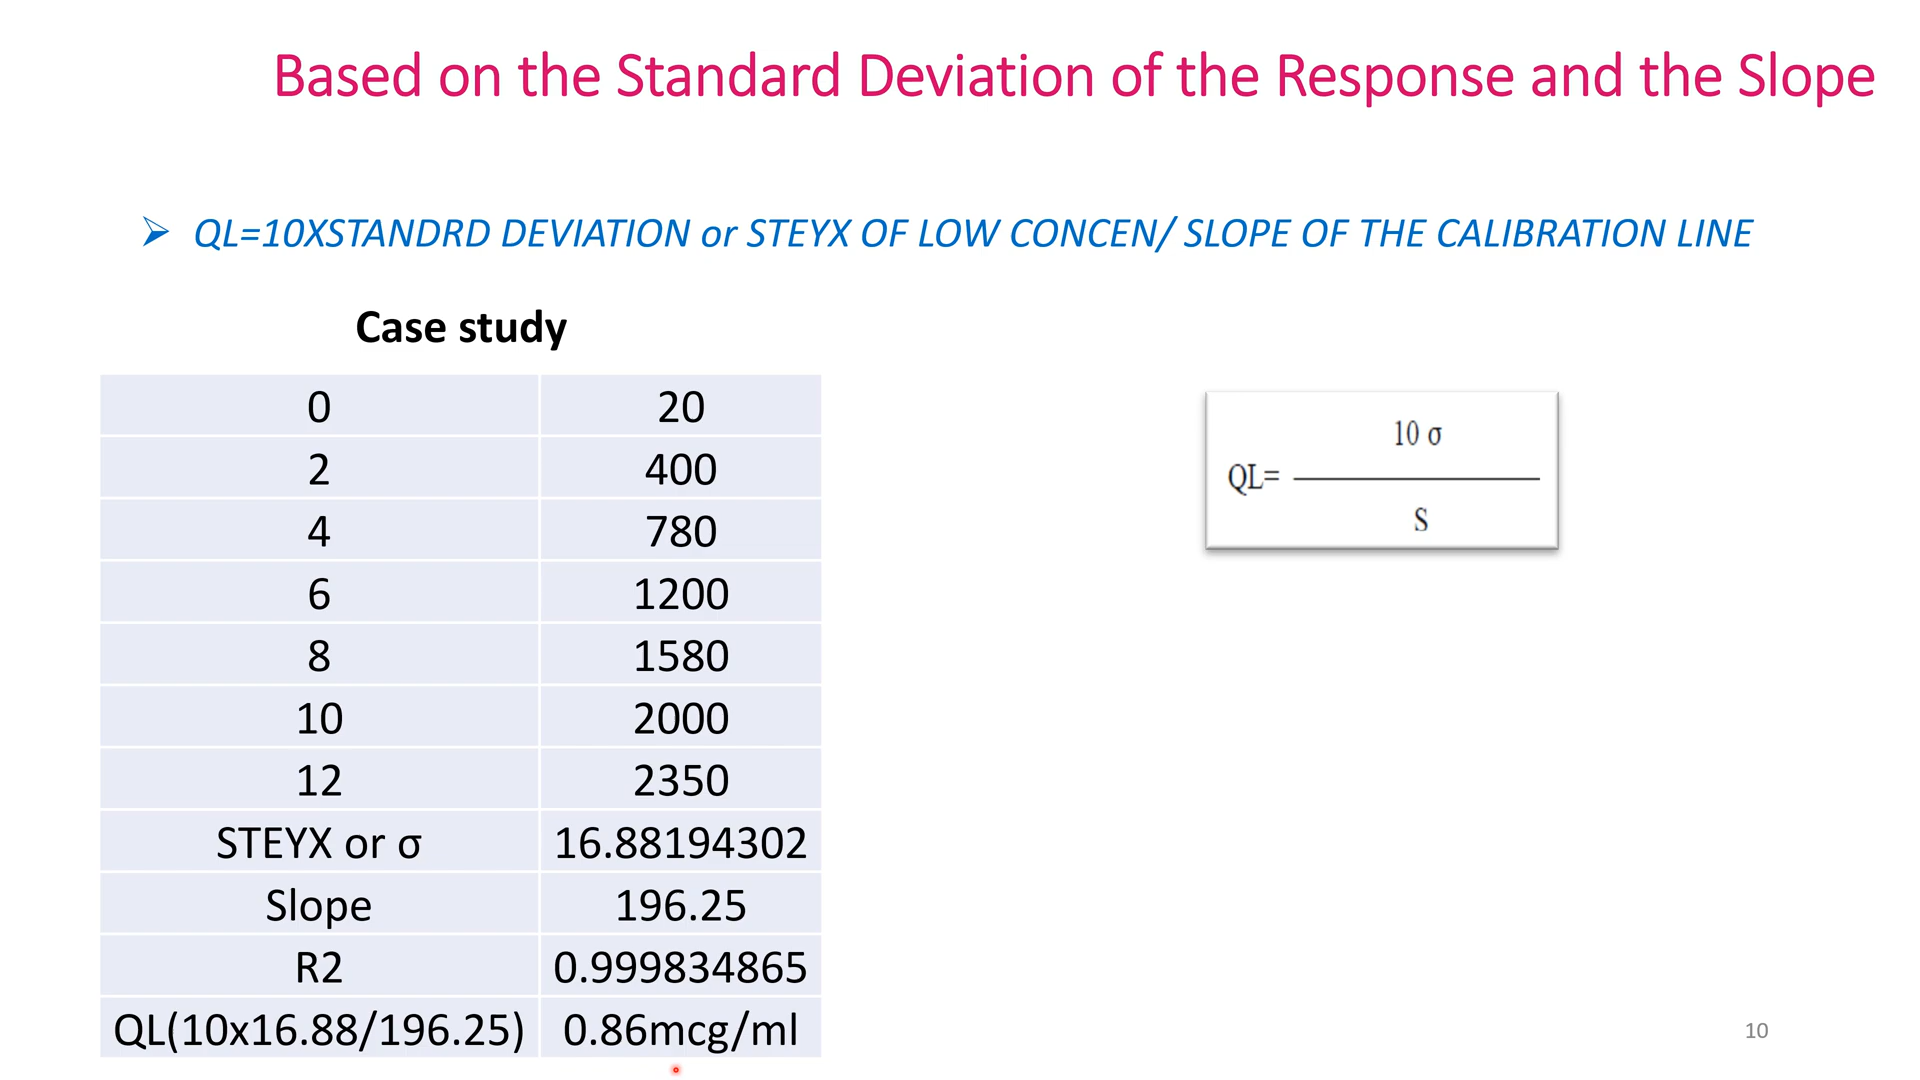 Based on the Standard Deviation of the Response and the Slope
➢ QL=10XSTANDRD DEVIATION or STEYX OF LOW CONCEN/ SLOPE OF THE CALIBRATION LINE
Case study
0 20
2 400
4 780
6 1200
8 1580
10 2000
12 2350
STEYX or σ 16.88194302
Slope 196.25
R2 0.999834865
QL(10x16.88/196.25) 0.86mcg/ml
10 σ
QL=
S
10